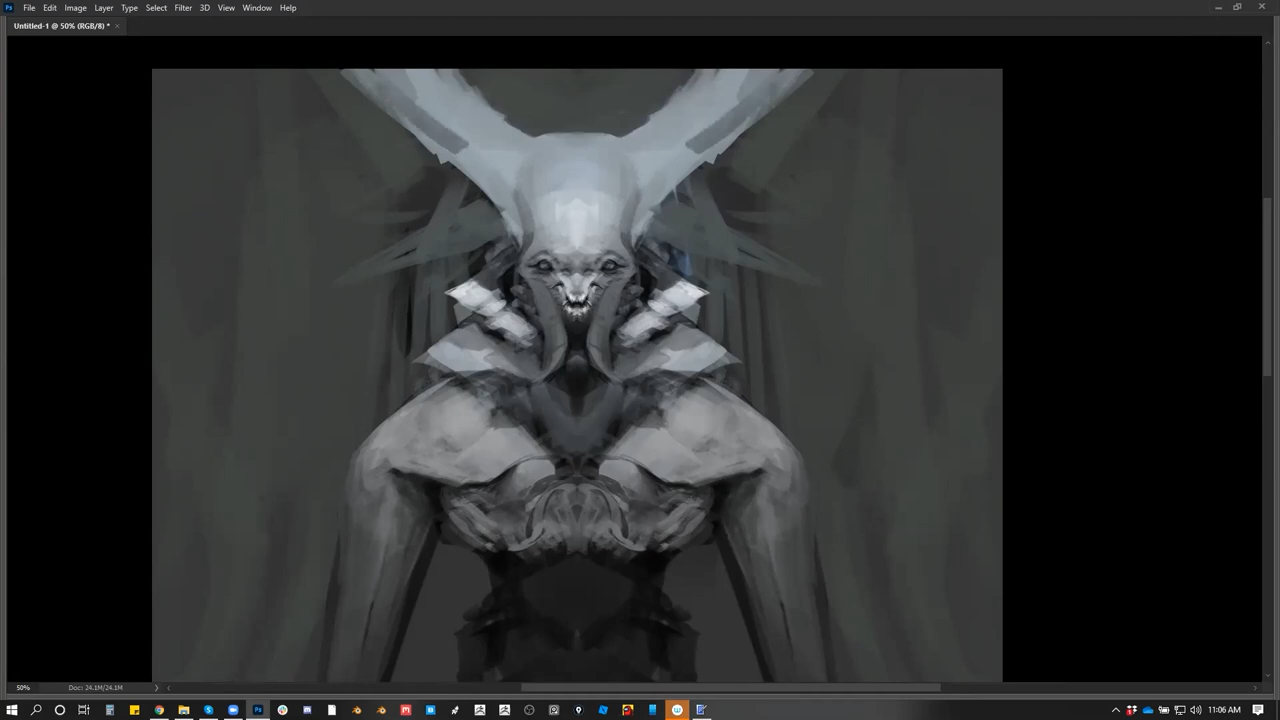 File Edit Image Layer Type Select Filter 3D View Window Help
Untitled-1 @ 50% (RGB/8) *
50% Doc: 24.1M/24.1M
11:06 AM